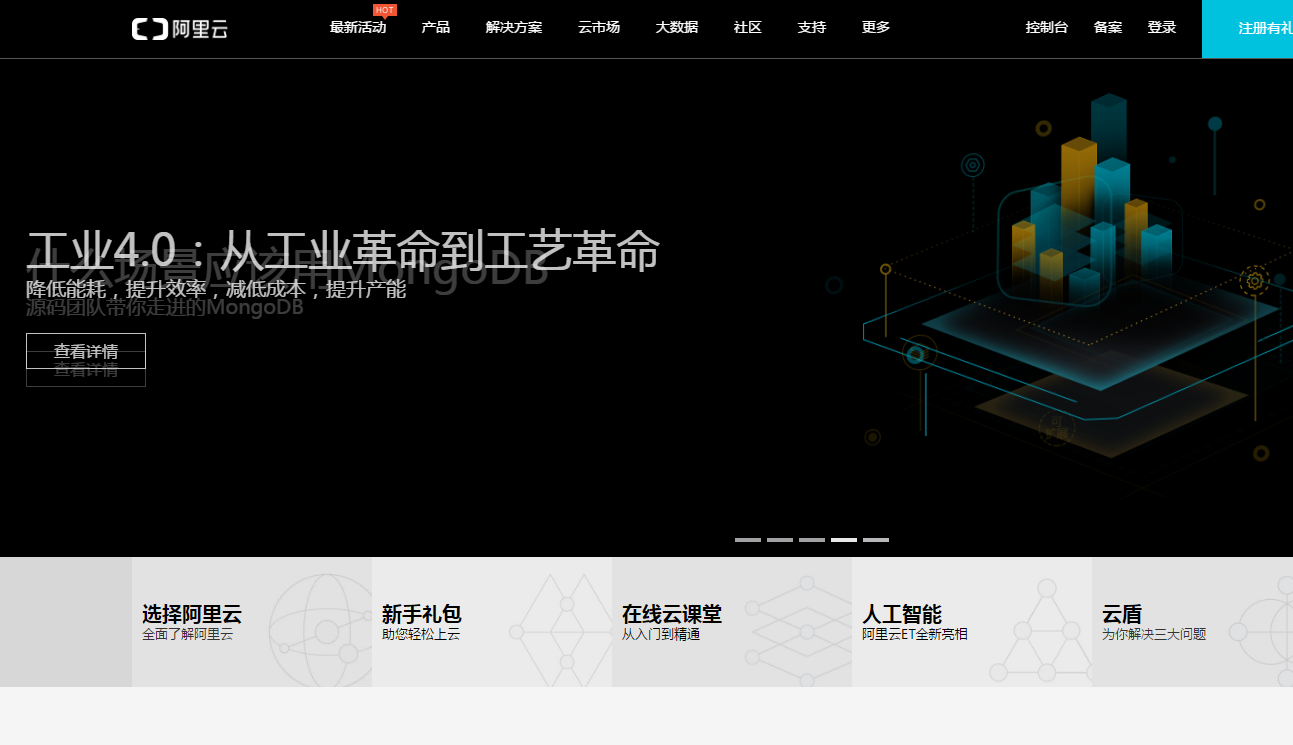 HOT
阿里云 最新活动 产品 解决方案 云市场 大数据 社区 支持 更多 控制台 备案 登录 注册有礼
工业4.0：从工业革命到工艺革命
什么场景应该用MongoDB
降低能耗，提升效率，减低成本，提升产能
源码团队带你走进的MongoDB
查看详情
查看详情
可
扩展
选择阿里云 新手礼包 在线云课堂 人工智能 云盾
全面了解阿里云 助您轻松上云 从入门到精通 阿里云ET全新亮相 为你解决三大问题